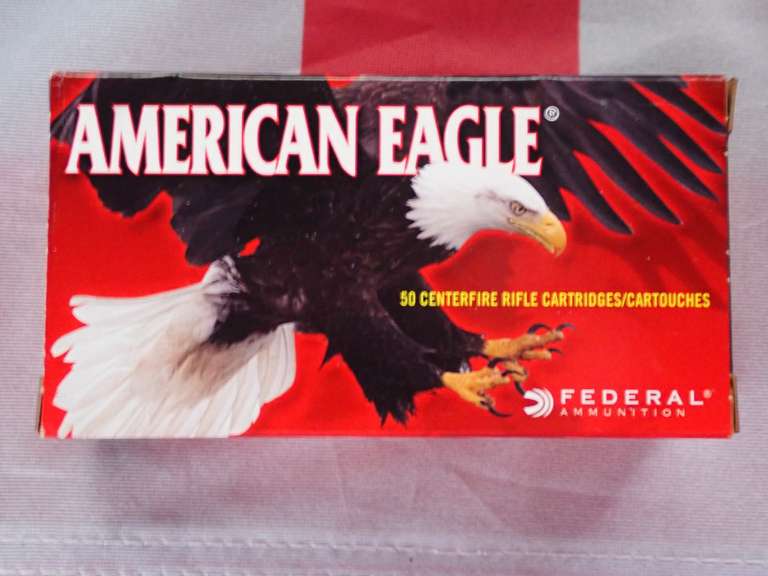 AMERICAN EAGLE®
50 CENTERFIRE RIFLE CARTRIDGES/CARTOUCHES
FEDERAL®
AMMUNITION